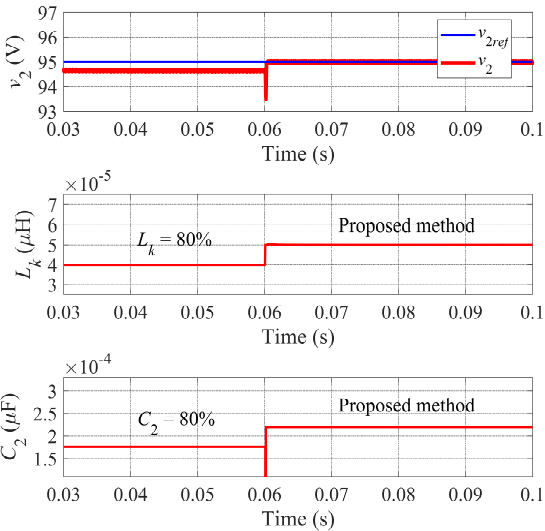 97
96
95
94
93
v₂ (V)
v₂ref
v₂
0.03 0.04 0.05 0.06 0.07 0.08 0.09 0.1
Time (s)
×10⁻⁵
7
6
5
4
3
Lₖ (μH)
Lₖ = 80%
Proposed method
0.03 0.04 0.05 0.06 0.07 0.08 0.09 0.1
Time (s)
×10⁻⁴
3
2.5
2
1.5
C₂ (μF)
C₂ = 80%
Proposed method
0.03 0.04 0.05 0.06 0.07 0.08 0.09 0.1
Time (s)